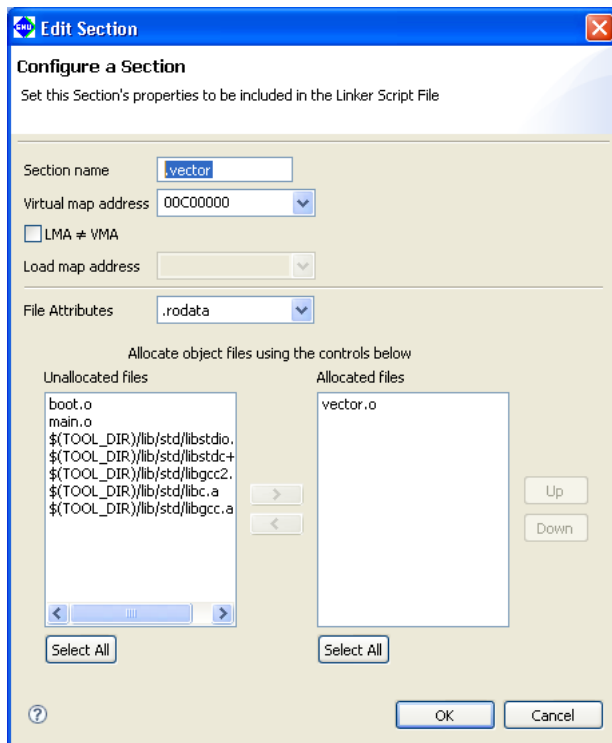 GNU Edit Section
Configure a Section
Set this Section's properties to be included in the Linker Script File
Section name .vector
Virtual map address 00C00000
LMA ≠ VMA
Load map address
File Attributes .rodata
Allocate object files using the controls below
Unallocated files Allocated files
boot.o vector.o
main.o
$(TOOL_DIR)/lib/std/libstdio.
$(TOOL_DIR)/lib/std/libstdc+
$(TOOL_DIR)/lib/std/libgcc2.
$(TOOL_DIR)/lib/std/libc.a
$(TOOL_DIR)/lib/std/libgcc.a
> Up
< Down
Select All Select All
? OK Cancel